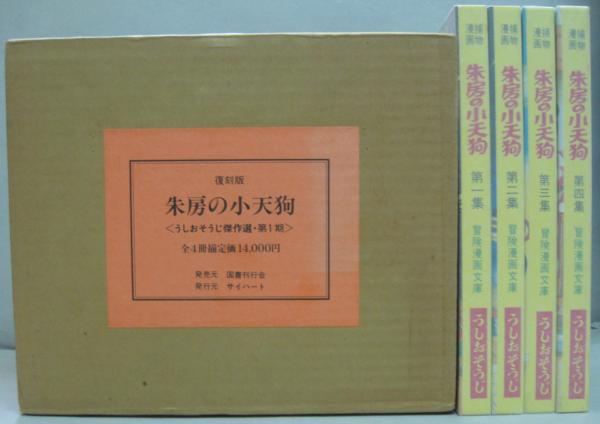 復刻版
朱房の小天狗
＜うしおそうじ傑作選・第1期＞
全4冊揃定価14,000円
発売元 国書刊行会
発行元 サイハート
捕物漫画 朱房の小天狗 第一集 冒険漫画文庫 うしおそうじ
捕物漫画 朱房の小天狗 第二集 冒険漫画文庫 うしおそうじ
捕物漫画 朱房の小天狗 第三集 冒険漫画文庫 うしおそうじ
捕物漫画 朱房の小天狗 第四集 冒険漫画文庫 うしおそうじ